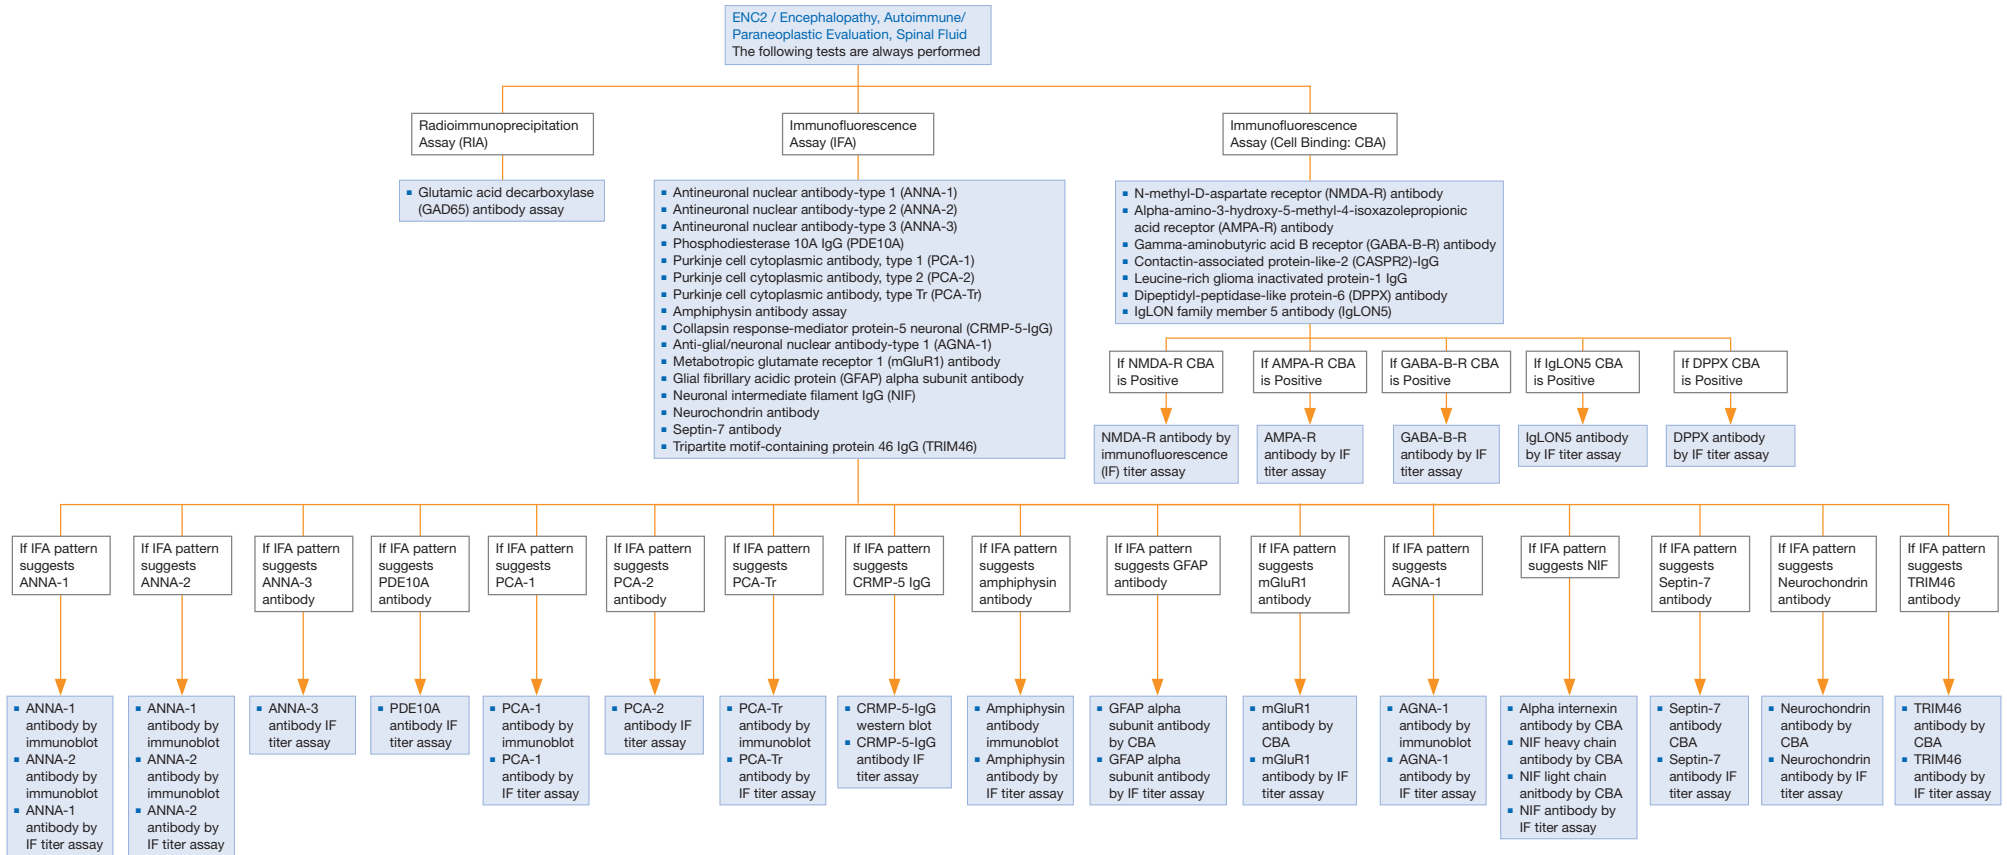 ENC2 / Encephalopathy, Autoimmune/
Paraneoplastic Evaluation, Spinal Fluid
The following tests are always performed
Radioimmunoprecipitation
Assay (RIA)
Immunofluorescence
Assay (IFA)
Immunofluorescence
Assay (Cell Binding: CBA)
▪ Glutamic acid decarboxylase
(GAD65) antibody assay
▪ Antineuronal nuclear antibody-type 1 (ANNA-1)
▪ Antineuronal nuclear antibody-type 2 (ANNA-2)
▪ Antineuronal nuclear antibody-type 3 (ANNA-3)
▪ Phosphodiesterase 10A IgG (PDE10A)
▪ Purkinje cell cytoplasmic antibody, type 1 (PCA-1)
▪ Purkinje cell cytoplasmic antibody, type 2 (PCA-2)
▪ Purkinje cell cytoplasmic antibody, type Tr (PCA-Tr)
▪ Amphiphysin antibody assay
▪ Collapsin response-mediator protein-5 neuronal (CRMP-5-IgG)
▪ Anti-glial/neuronal nuclear antibody-type 1 (AGNA-1)
▪ Metabotropic glutamate receptor 1 (mGluR1) antibody
▪ Glial fibrillary acidic protein (GFAP) alpha subunit antibody
▪ Neuronal intermediate filament IgG (NIF)
▪ Neurochondrin antibody
▪ Septin-7 antibody
▪ Tripartite motif-containing protein 46 IgG (TRIM46)
▪ N-methyl-D-aspartate receptor (NMDA-R) antibody
▪ Alpha-amino-3-hydroxy-5-methyl-4-isoxazolepropionic
acid receptor (AMPA-R) antibody
▪ Gamma-aminobutyric acid B receptor (GABA-B-R) antibody
▪ Contactin-associated protein-like-2 (CASPR2)-IgG
▪ Leucine-rich glioma inactivated protein-1 IgG
▪ Dipeptidyl-peptidase-like protein-6 (DPPX) antibody
▪ IgLON family member 5 antibody (IgLON5)
If NMDA-R CBA
is Positive
If AMPA-R CBA
is Positive
If GABA-B-R CBA
is Positive
If IgLON5 CBA
is Positive
If DPPX CBA
is Positive
NMDA-R antibody by
immunofluorescence
(IF) titer assay
AMPA-R
antibody by IF
titer assay
GABA-B-R
antibody by IF
titer assay
IgLON5 antibody
by IF titer assay
DPPX antibody
by IF titer assay
If IFA pattern
suggests
ANNA-1
If IFA pattern
suggests
ANNA-2
If IFA pattern
suggests
ANNA-3
antibody
If IFA pattern
suggests
PDE10A
antibody
If IFA pattern
suggests
PCA-1
If IFA pattern
suggests
PCA-2
antibody
If IFA pattern
suggests
PCA-Tr
If IFA pattern
suggests
CRMP-5 IgG
If IFA pattern
suggests
amphiphysin
antibody
If IFA pattern
suggests GFAP
antibody
If IFA pattern
suggests
mGluR1
antibody
If IFA pattern
suggests
AGNA-1
If IFA pattern
suggests NIF
If IFA pattern
suggests
Septin-7
antibody
If IFA pattern
suggests
Neurochondrin
antibody
If IFA pattern
suggests
TRIM46
antibody
▪ ANNA-1
antibody by
immunoblot
▪ ANNA-2
antibody by
immunoblot
▪ ANNA-1
antibody by
IF titer assay
▪ ANNA-1
antibody by
immunoblot
▪ ANNA-2
antibody by
immunoblot
▪ ANNA-2
antibody by
IF titer assay
▪ ANNA-3
antibody IF
titer assay
▪ PDE10A
antibody IF
titer assay
▪ PCA-1
antibody by
immunoblot
▪ PCA-1
antibody by
IF titer assay
▪ PCA-2
antibody IF
titer assay
▪ PCA-Tr
antibody by
immunoblot
▪ PCA-Tr
antibody by
IF titer assay
▪ CRMP-5-IgG
western blot
▪ CRMP-5-IgG
antibody IF
titer assay
▪ Amphiphysin
antibody
immunoblot
▪ Amphiphysin
antibody by
IF titer assay
▪ GFAP alpha
subunit antibody
by CBA
▪ GFAP alpha
subunit antibody
by IF titer assay
▪ mGluR1
antibody by
CBA
▪ mGluR1
antibody by IF
titer assay
▪ AGNA-1
antibody by
immunoblot
▪ AGNA-1
antibody by
IF titer assay
▪ Alpha internexin
antibody by CBA
▪ NIF heavy chain
antibody by CBA
▪ NIF light chain
anitbody by CBA
▪ NIF antibody by
IF titer assay
▪ Septin-7
antibody
CBA
▪ Septin-7
antibody IF
titer assay
▪ Neurochondrin
antibody by
CBA
▪ Neurochondrin
antibody by IF
titer assay
▪ TRIM46
antibody by
CBA
▪ TRIM46
antibody by
IF titer assay